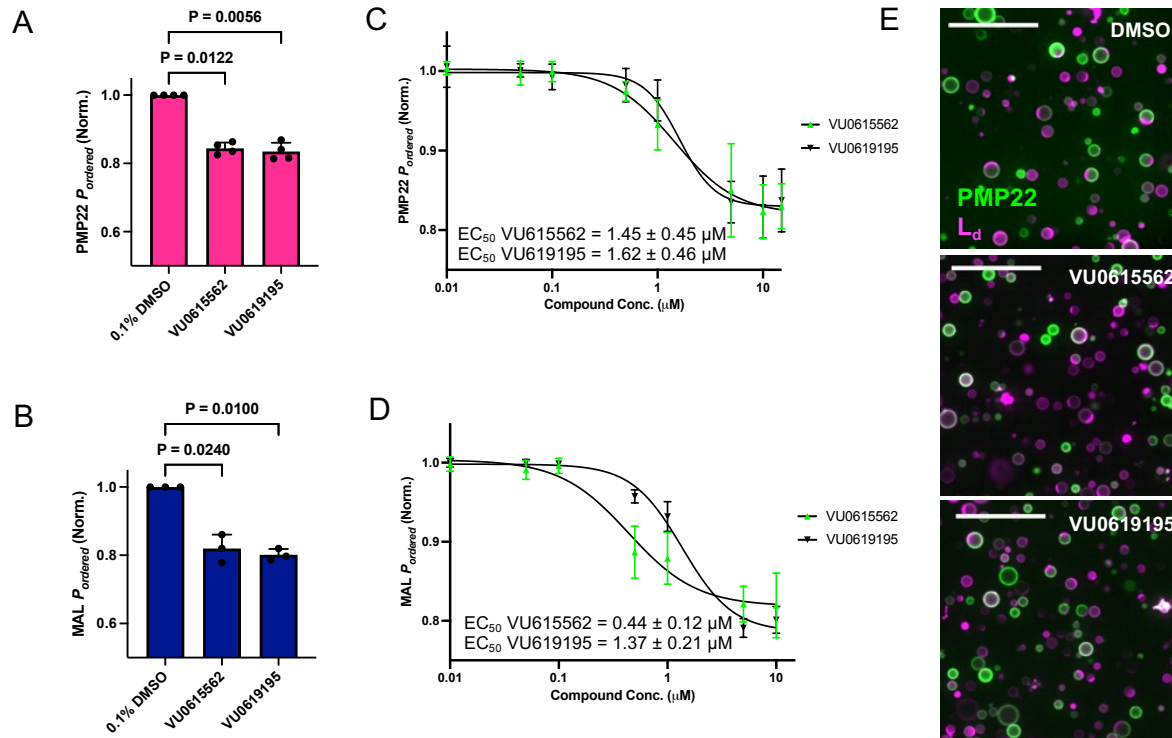 A
P = 0.0056
P = 0.0122
PMP22 Pordered (Norm.)
1.0
0.8
0.6
0.1% DMSO
VU0615562
VU0619195
B
P = 0.0100
P = 0.0240
MAL Pordered (Norm.)
1.0
0.8
0.6
0.1% DMSO
VU0615562
VU0619195
C
PMP22 Pordered (Norm.)
1.0
0.9
0.8
EC50 VU615562 = 1.45 ± 0.45 µM
EC50 VU619195 = 1.62 ± 0.46 µM
0.01
0.1
1
10
Compound Conc. (µM)
VU0615562
VU0619195
D
MAL Pordered (Norm.)
1.0
0.9
0.8
EC50 VU615562 = 0.44 ± 0.12 µM
EC50 VU619195 = 1.37 ± 0.21 µM
0.01
0.1
1
10
Compound Conc. (µM)
VU0615562
VU0619195
E
DMSO
PMP22
Ld
VU0615562
VU0619195